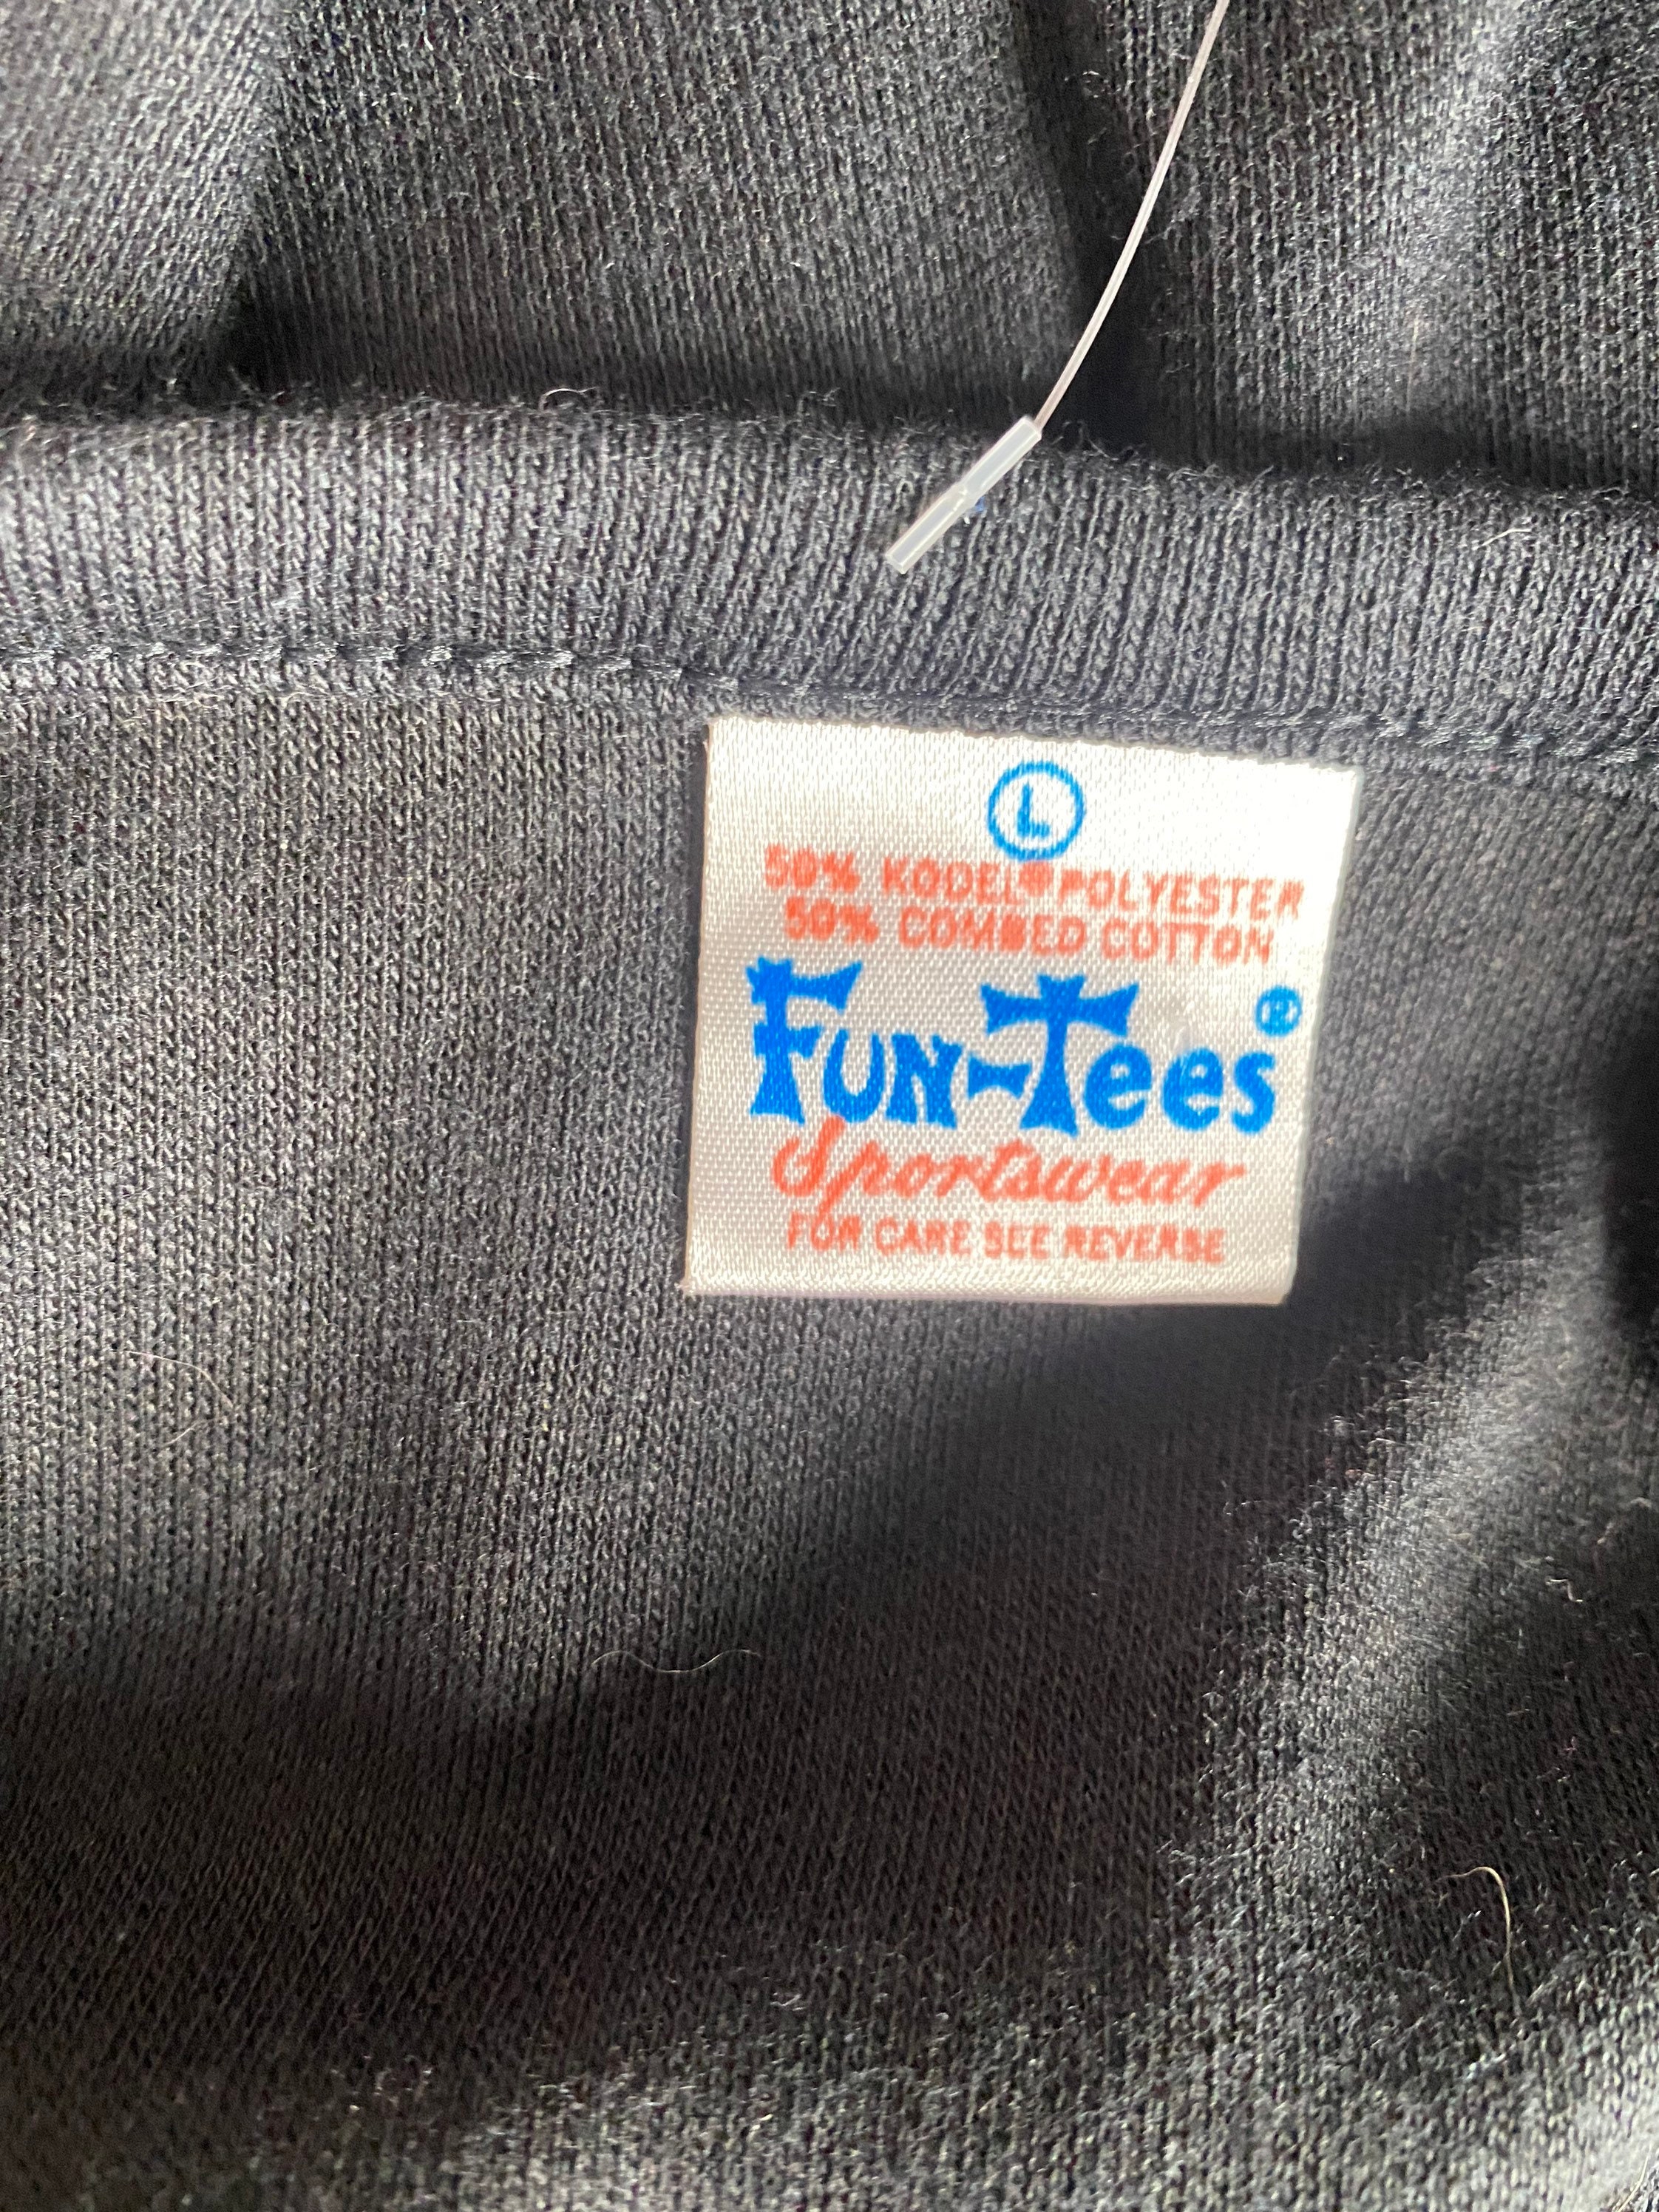 L
50% KODEL® POLYESTER
50% COMBED COTTON
FUN-Tees®
Sportswear
FOR CARE SEE REVERSE